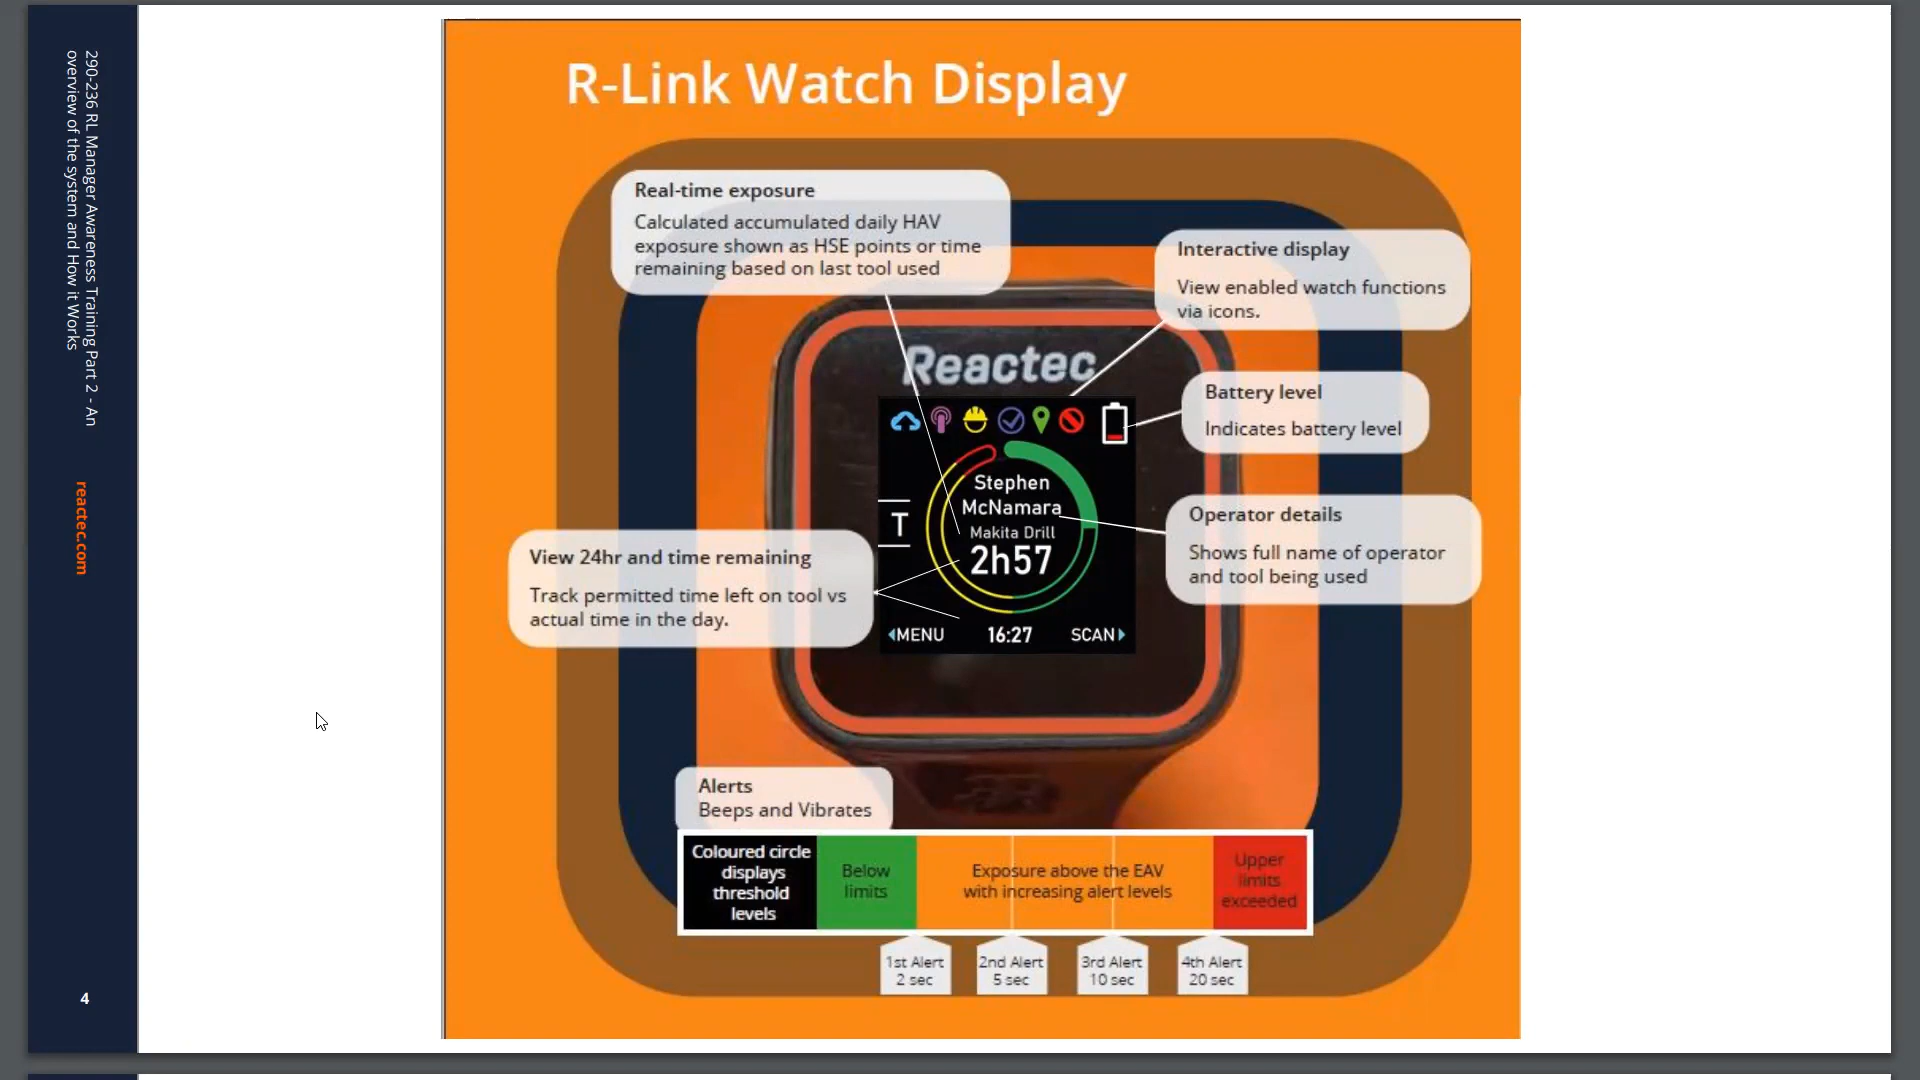 290-236 RL Manager Awareness Training Part 2 - An
overview of the system and How it Works
reactec.com
4
R-Link Watch Display
Real-time exposure
Calculated accumulated daily HAV
exposure shown as HSE points or time
remaining based on last tool used
Interactive display
View enabled watch functions
via icons.
Reactec
Battery level
Indicates battery level
Stephen
McNamara
Makita Drill
2h57
T
Operator details
Shows full name of operator
and tool being used
View 24hr and time remaining
Track permitted time left on tool vs
actual time in the day.
MENU 16:27 SCAN
Alerts
Beeps and Vibrates
Coloured circle
displays
threshold
levels
Below
limits
Exposure above the EAV
with increasing alert levels
Upper
limits
exceeded
1st Alert
2 sec
2nd Alert
5 sec
3rd Alert
10 sec
4th Alert
20 sec